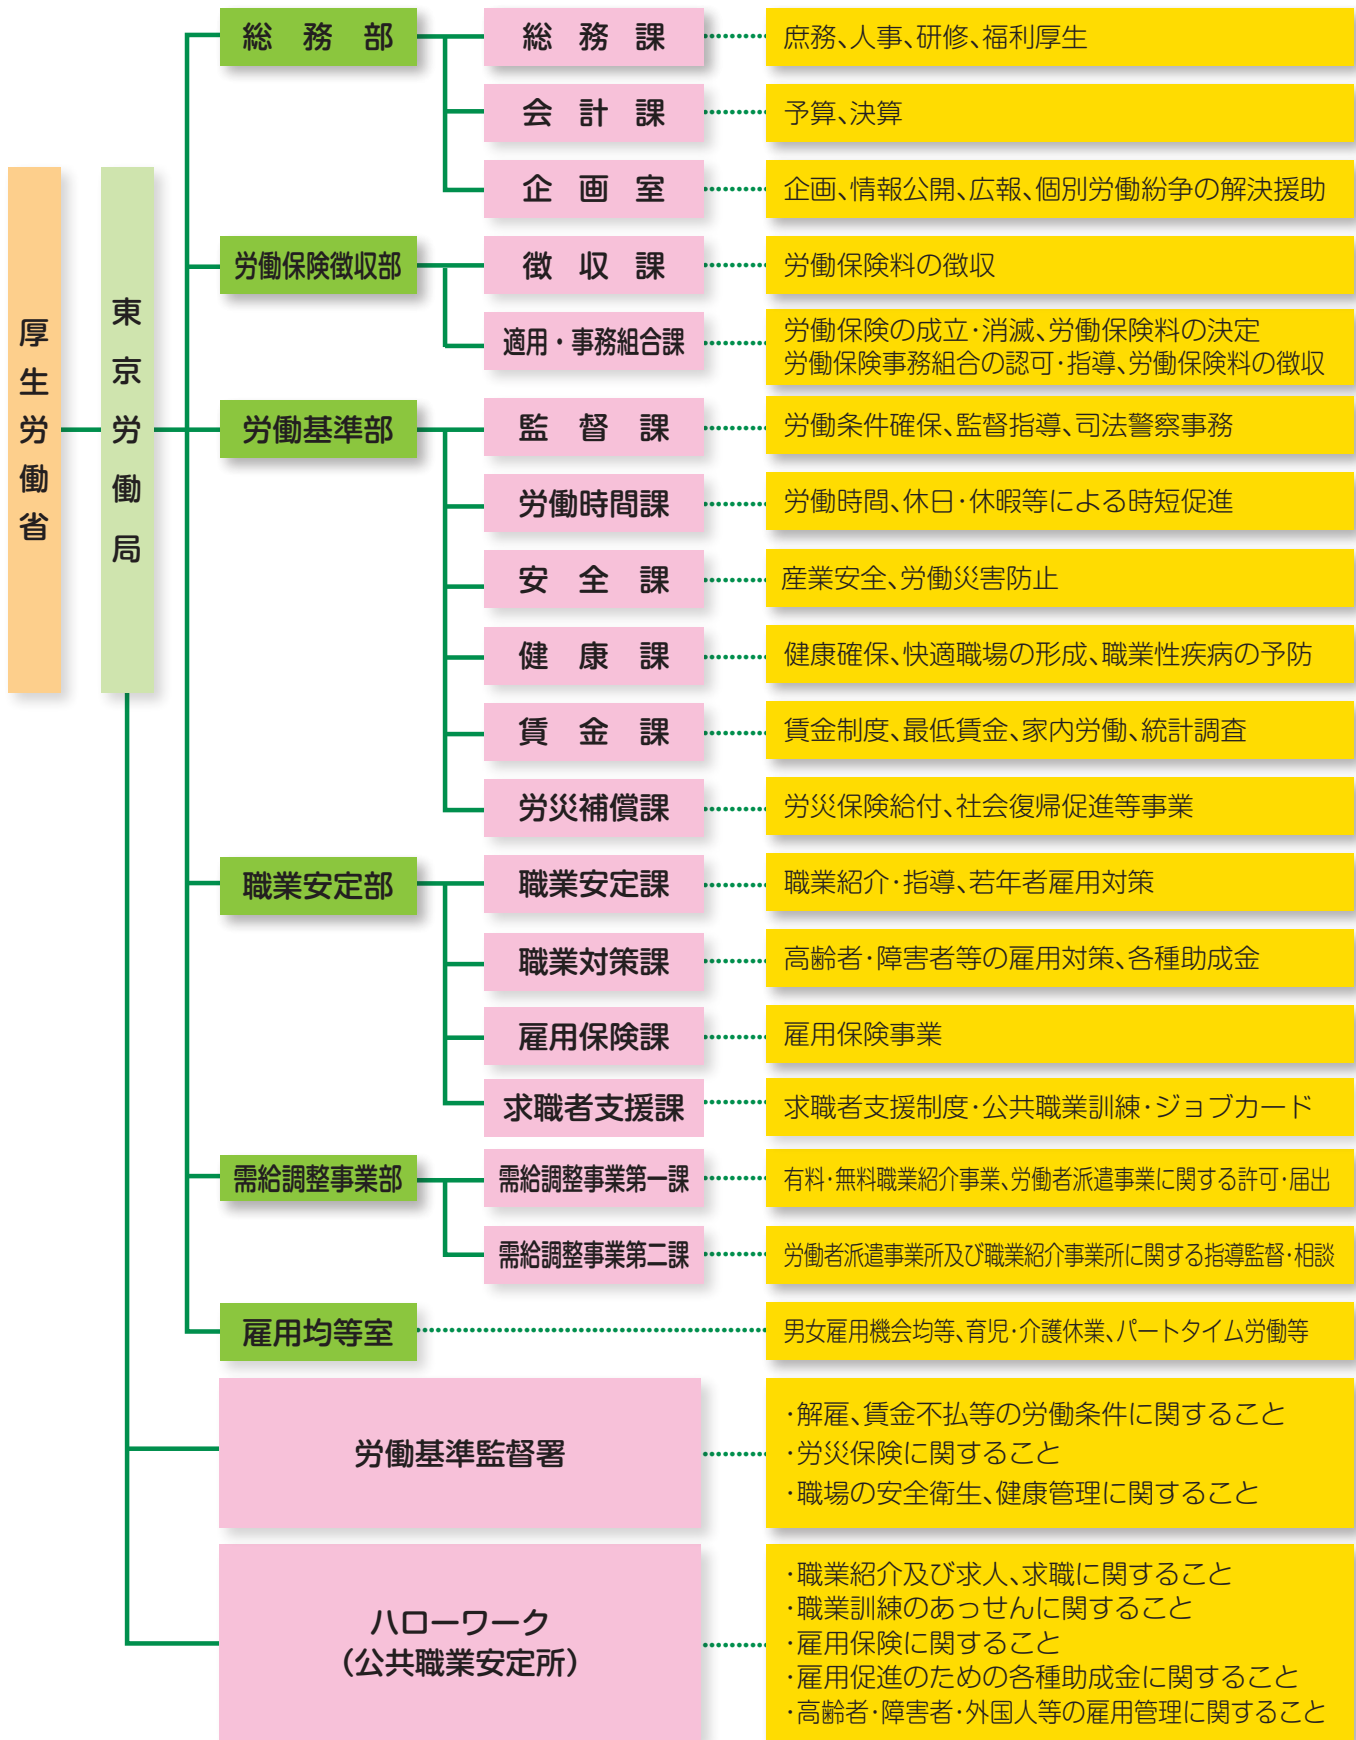 厚生労働省
東京労働局
総務部
総務課
庶務、人事、研修、福利厚生
会計課
予算、決算
企画室
企画、情報公開、広報、個別労働紛争の解決援助
労働保険徴収部
徴収課
労働保険料の徴収
適用・事務組合課
労働保険の成立・消滅、労働保険料の決定
労働保険事務組合の認可・指導、労働保険料の徴収
労働基準部
監督課
労働条件確保、監督指導、司法警察事務
労働時間課
労働時間、休日・休暇等による時短促進
安全課
産業安全、労働災害防止
健康課
健康確保、快適職場の形成、職業性疾病の予防
賃金課
賃金制度、最低賃金、家内労働、統計調査
労災補償課
労災保険給付、社会復帰促進等事業
職業安定部
職業安定課
職業紹介・指導、若年者雇用対策
職業対策課
高齢者・障害者等の雇用対策、各種助成金
雇用保険課
雇用保険事業
求職者支援課
求職者支援制度・公共職業訓練・ジョブカード
需給調整事業部
需給調整事業第一課
有料・無料職業紹介事業、労働者派遣事業に関する許可・届出
需給調整事業第二課
労働者派遣事業所及び職業紹介事業所に関する指導監督・相談
雇用均等室
男女雇用機会均等、育児・介護休業、パートタイム労働等
労働基準監督署
・解雇、賃金不払等の労働条件に関すること
・労災保険に関すること
・職場の安全衛生、健康管理に関すること
ハローワーク
（公共職業安定所）
・職業紹介及び求人、求職に関すること
・職業訓練のあっせんに関すること
・雇用保険に関すること
・雇用促進のための各種助成金に関すること
・高齢者・障害者・外国人等の雇用管理に関すること